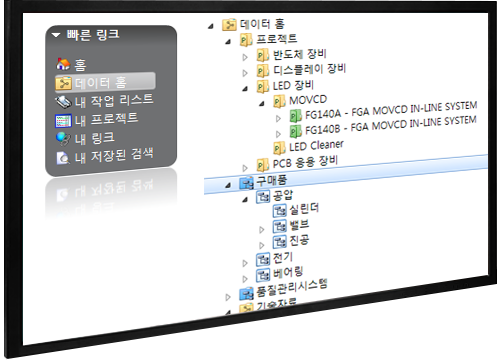 빠른 링크
홈
데이터 홈
내 작업 리스트
내 프로젝트
내 링크
내 저장된 검색
데이터 홈
프로젝트
반도체 장비
디스플레이 장비
LED 장비
MOVCD
FG140A - FGA MOVCD IN-LINE SYSTEM
FG140B - FGA MOVCD IN-LINE SYSTEM
LED Cleaner
PCB 응용 장비
구매품
공압
실린더
밸브
진공
전기
베어링
품질관리시스템
기술자료